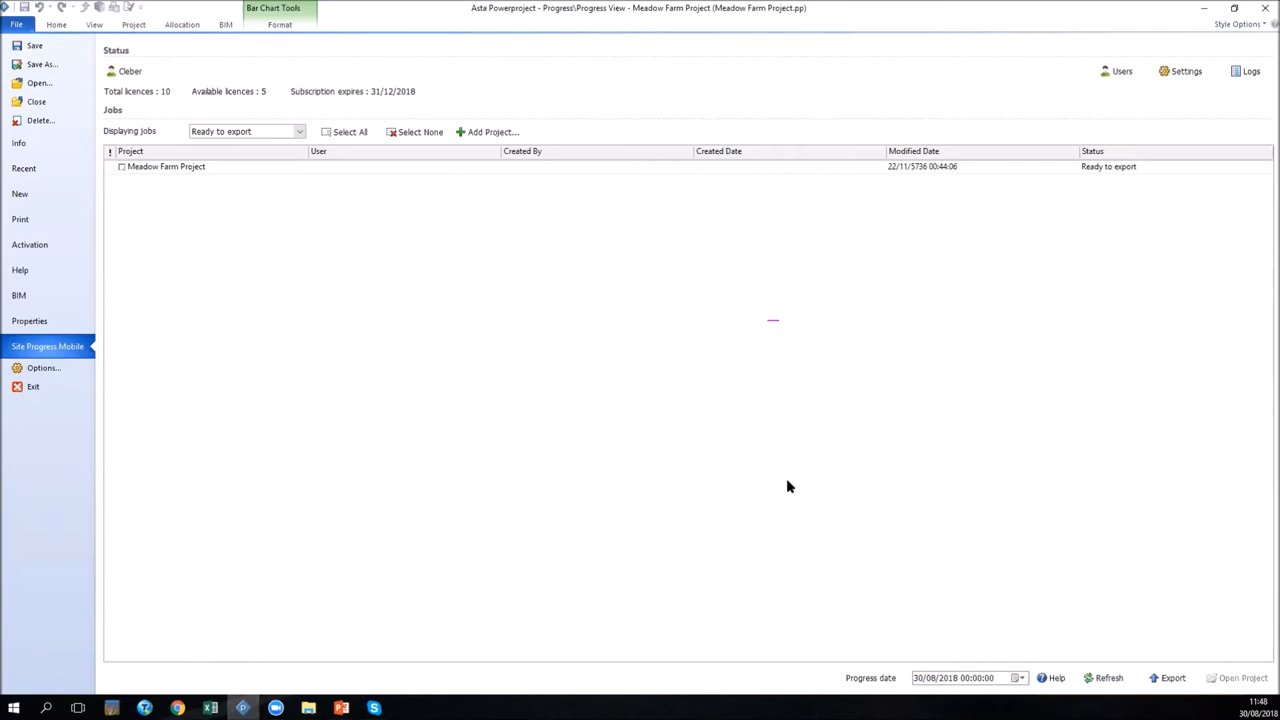 Bar Chart Tools
Asta Powerproject - Progress\Progress View - Meadow Farm Project (Meadow Farm Project.pp)
File Home View Project Allocation BIM Format Style Options
Save
Save As...
Open...
Close
Delete...
Info
Recent
New
Print
Activation
Help
BIM
Properties
Site Progress Mobile
Options...
Exit
Status
Cleber Users Settings Logs
Total licences : 10 Available licences : 5 Subscription expires : 31/12/2018
Jobs
Displaying jobs Ready to export Select All Select None Add Project...
! Project User Created By Created Date Modified Date Status
Meadow Farm Project 22/11/5736 00:44:06 Ready to export
Progress date 30/08/2018 00:00:00 Help Refresh Export Open Project
11:48
30/08/2018